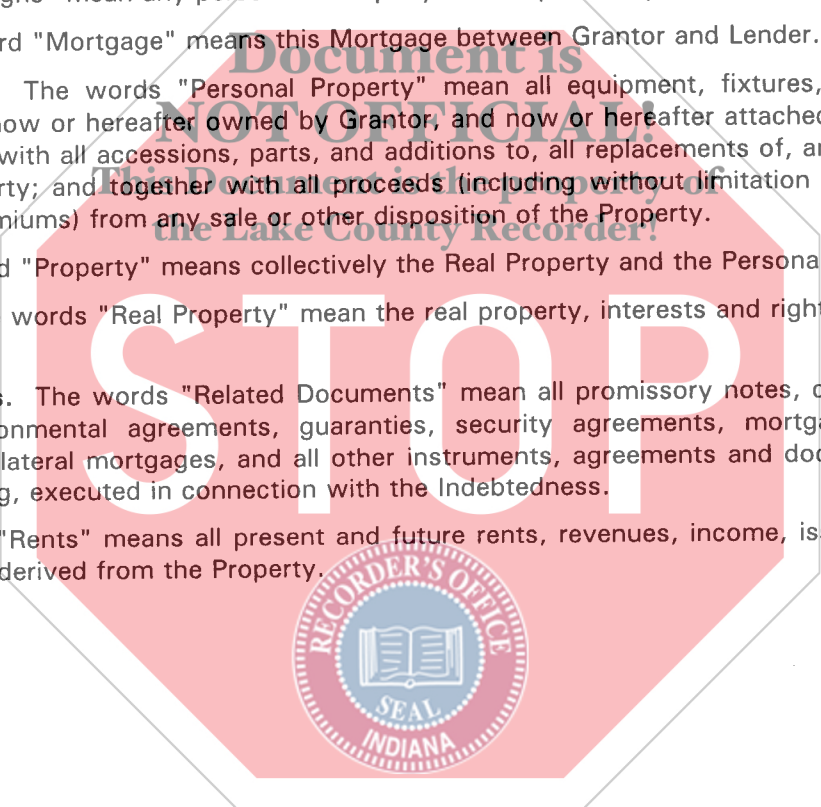 rd "Mortgage" means this Mortgage between Grantor and Lender.
Document is
The words "Personal Property" mean all equipment, fixtures,
NOT OFFICIAL!
now or hereafter owned by Grantor, and now or hereafter attached
with all accessions, parts, and additions to, all replacements of, an
This Document is the property of
rty; and together with all proceeds (including without limitation
miums) from any sale or other disposition of the Property.
the Lake County Recorder!
d "Property" means collectively the Real Property and the Persona
words "Real Property" mean the real property, interests and right
STOP
s. The words "Related Documents" mean all promissory notes, c
onmental agreements, guaranties, security agreements, mortga
lateral mortgages, and all other instruments, agreements and doc
g, executed in connection with the Indebtedness.
"Rents" means all present and future rents, revenues, income, is
derived from the Property.
RECORDER'S OFFICE
SEAL
INDIANA